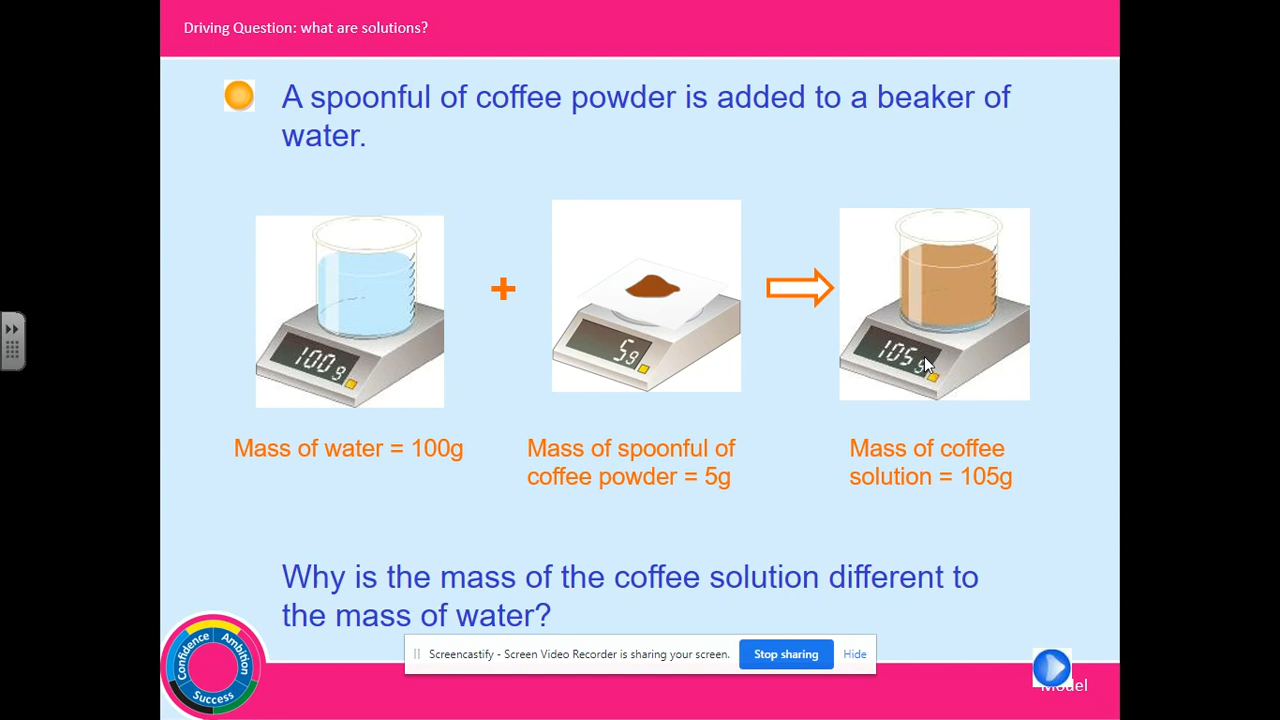 Driving Question: what are solutions?
A spoonful of coffee powder is added to a beaker of
water.
100g
+
5g
105g
Mass of water = 100g
Mass of spoonful of
coffee powder = 5g
Mass of coffee
solution = 105g
Why is the mass of the coffee solution different to
the mass of water?
Confidence
Ambition
Success
Screencastify - Screen Video Recorder is sharing your screen.
Stop sharing
Hide
Model